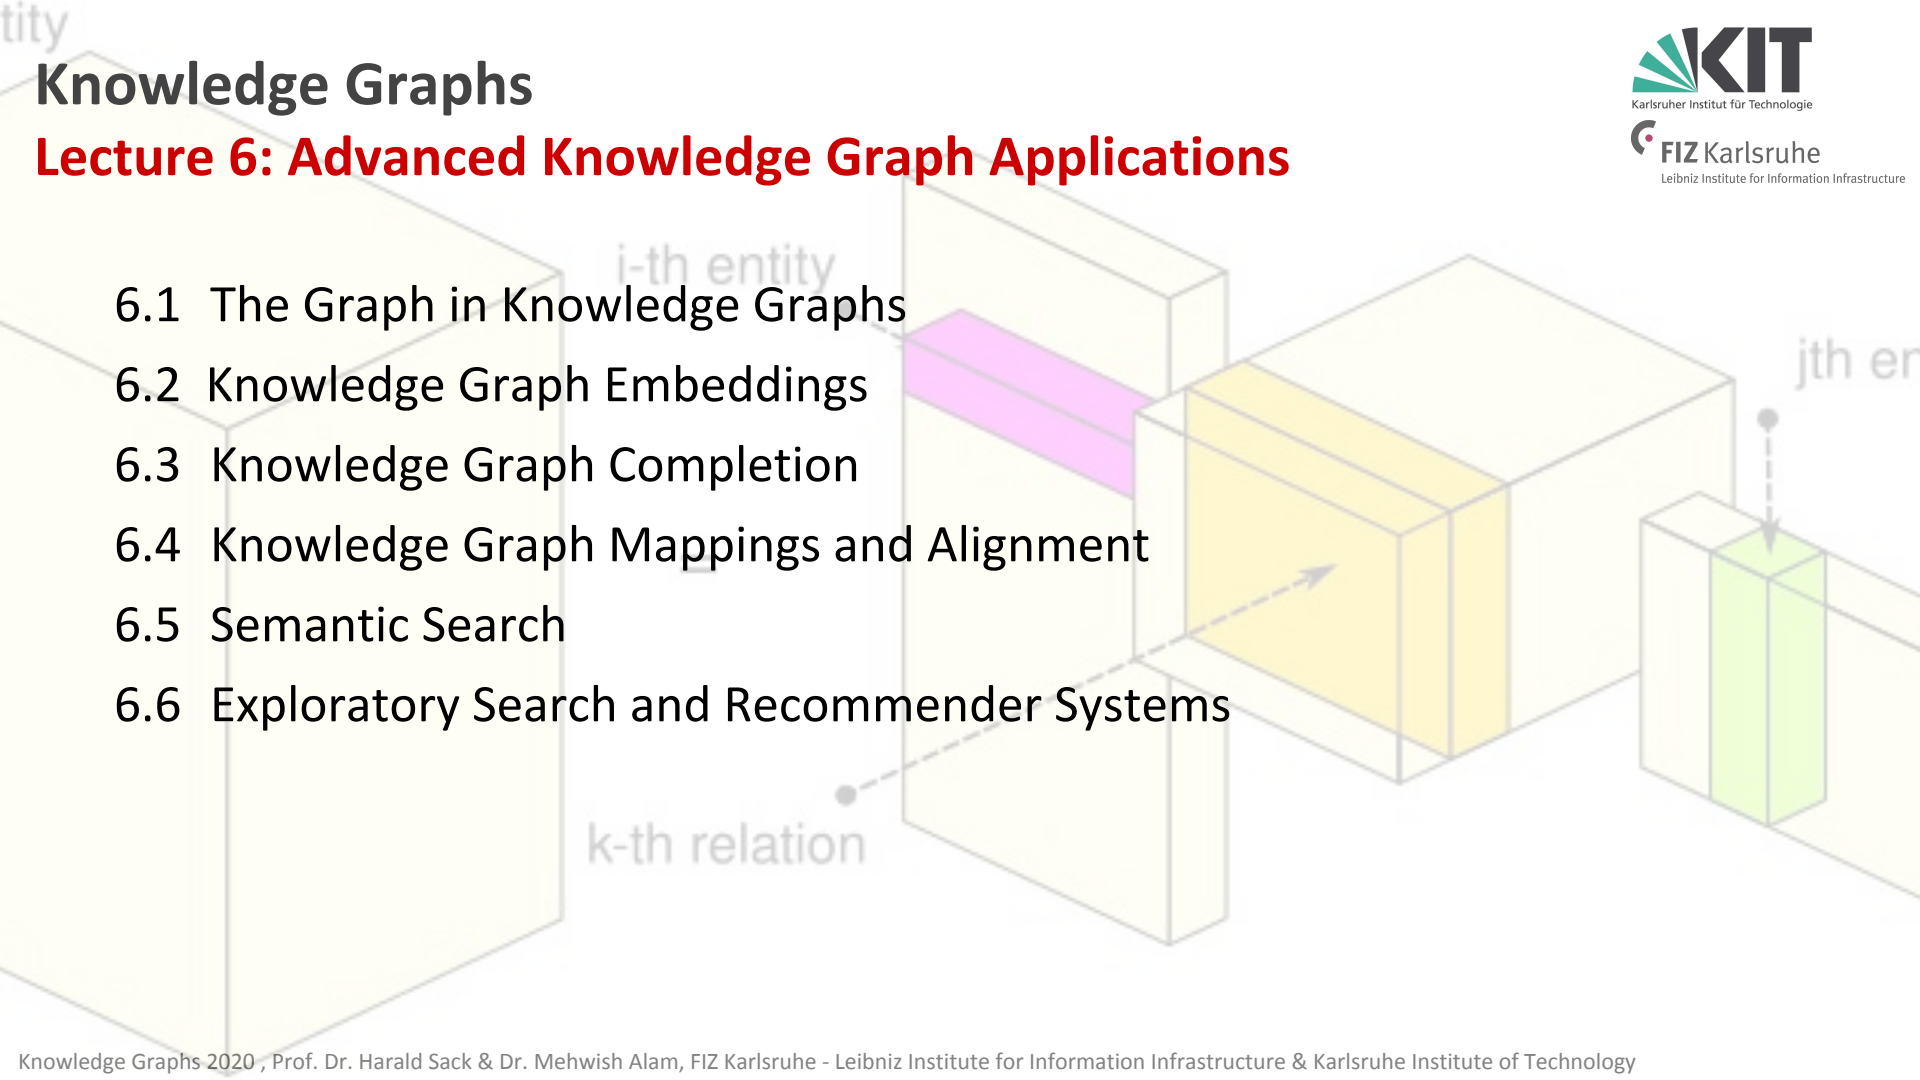 tity
Knowledge Graphs
Lecture 6: Advanced Knowledge Graph Applications
KIT
Karlsruher Institut für Technologie
FIZ Karlsruhe
Leibniz Institute for Information Infrastructure
i-th entity
6.1 The Graph in Knowledge Graphs
jth en
6.2 Knowledge Graph Embeddings
6.3 Knowledge Graph Completion
6.4 Knowledge Graph Mappings and Alignment
=
6.5 Semantic Search
6.6 Exploratory Search and Recommender Systems
k-th relation
Knowledge Graphs 2020 , Prof. Dr. Harald Sack & Dr. Mehwish Alam, FIZ Karlsruhe - Leibniz Institute for Information Infrastructure & Karlsruhe Institute of Technology